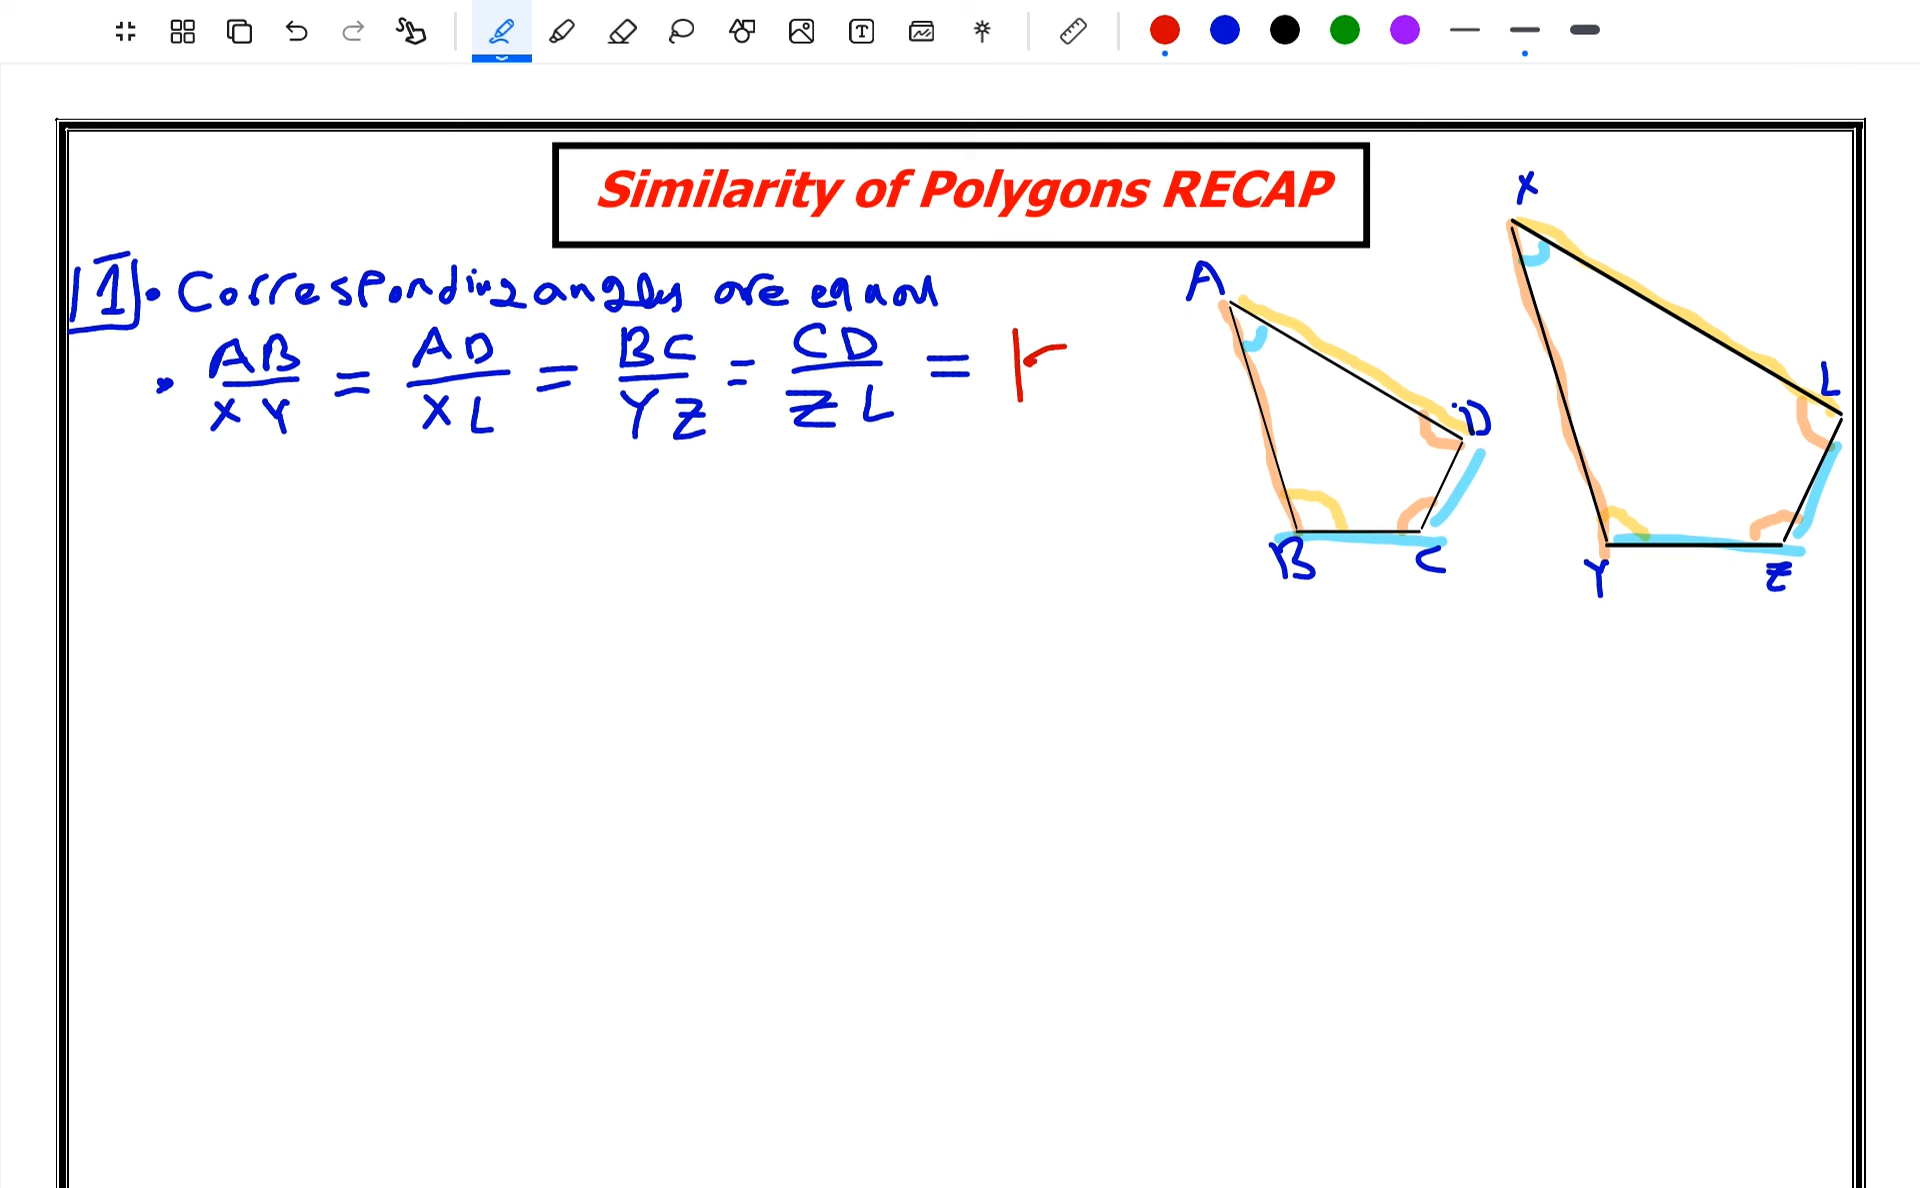 Similarity of Polygons RECAP
1 • Corresponding angles are equal
• AB/XY = AD/XL = BC/YZ = CD/ZL =
A
D
B
C
X
L
Y
Z